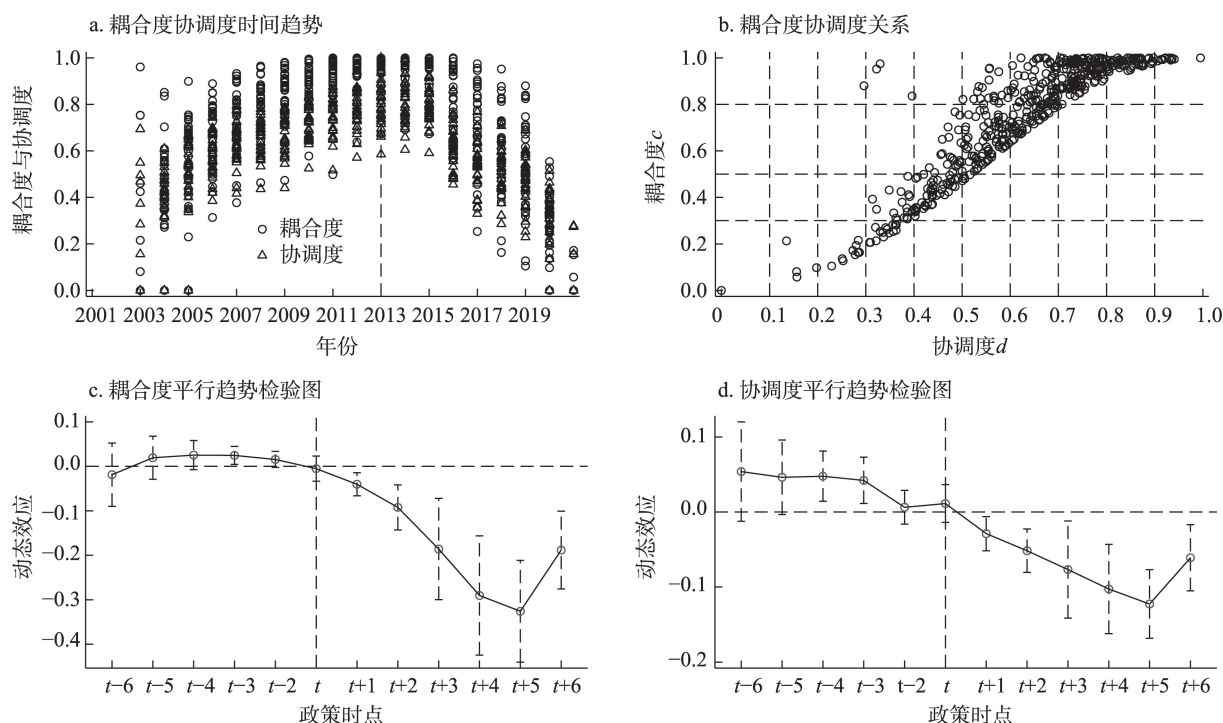 a. 耦合度协调度时间趋势
1.0
0.8
0.6
0.4
0.2
0.0
耦合度与协调度
耦合度
协调度
2001 2003 2005 2007 2009 2011 2013 2015 2017 2019
年份
b. 耦合度协调度关系
1.0
0.8
0.6
0.4
0.2
0.0
耦合度c
0 0.1 0.2 0.3 0.4 0.5 0.6 0.7 0.8 0.9 1.0
协调度d
c. 耦合度平行趋势检验图
0.1
0.0
−0.1
−0.2
−0.3
−0.4
动态效应
t−6 t−5 t−4 t−3 t−2 t t+1 t+2 t+3 t+4 t+5 t+6
政策时点
d. 协调度平行趋势检验图
0.1
0.0
−0.1
−0.2
动态效应
t−6 t−5 t−4 t−3 t−2 t t+1 t+2 t+3 t+4 t+5 t+6
政策时点